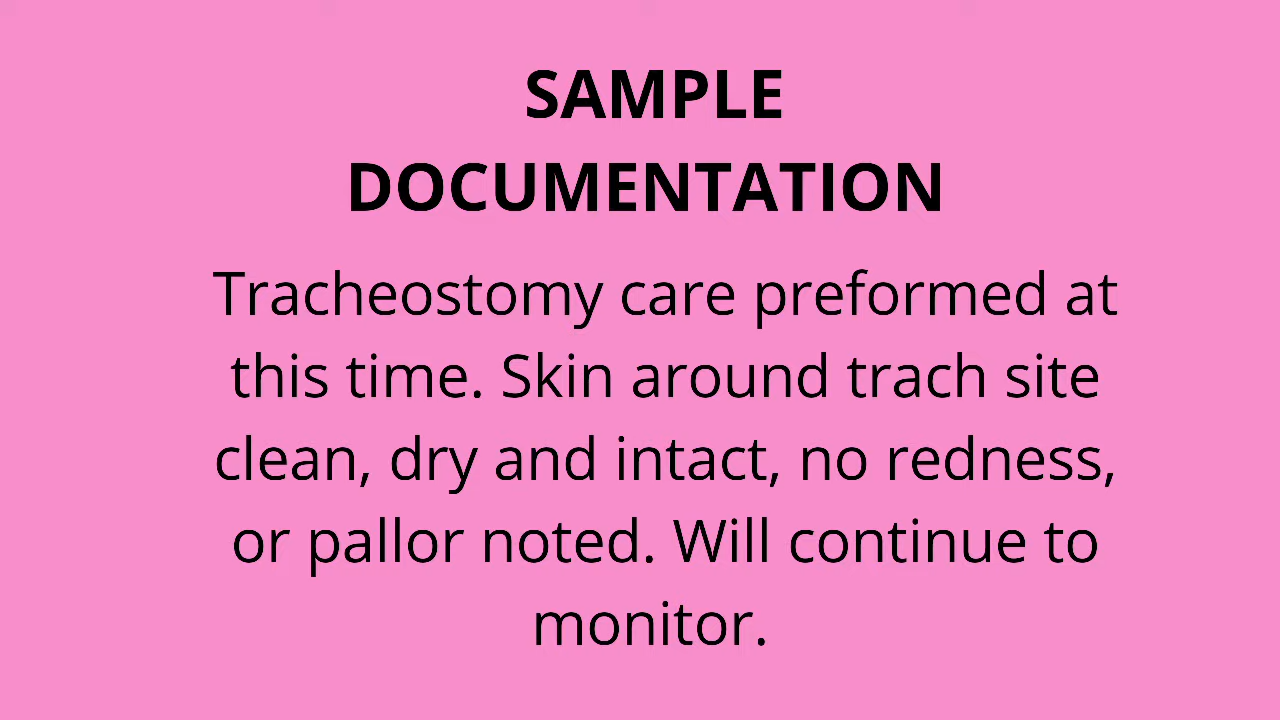 SAMPLE
DOCUMENTATION
Tracheostomy care preformed at
this time. Skin around trach site
clean, dry and intact, no redness,
or pallor noted. Will continue to
monitor.